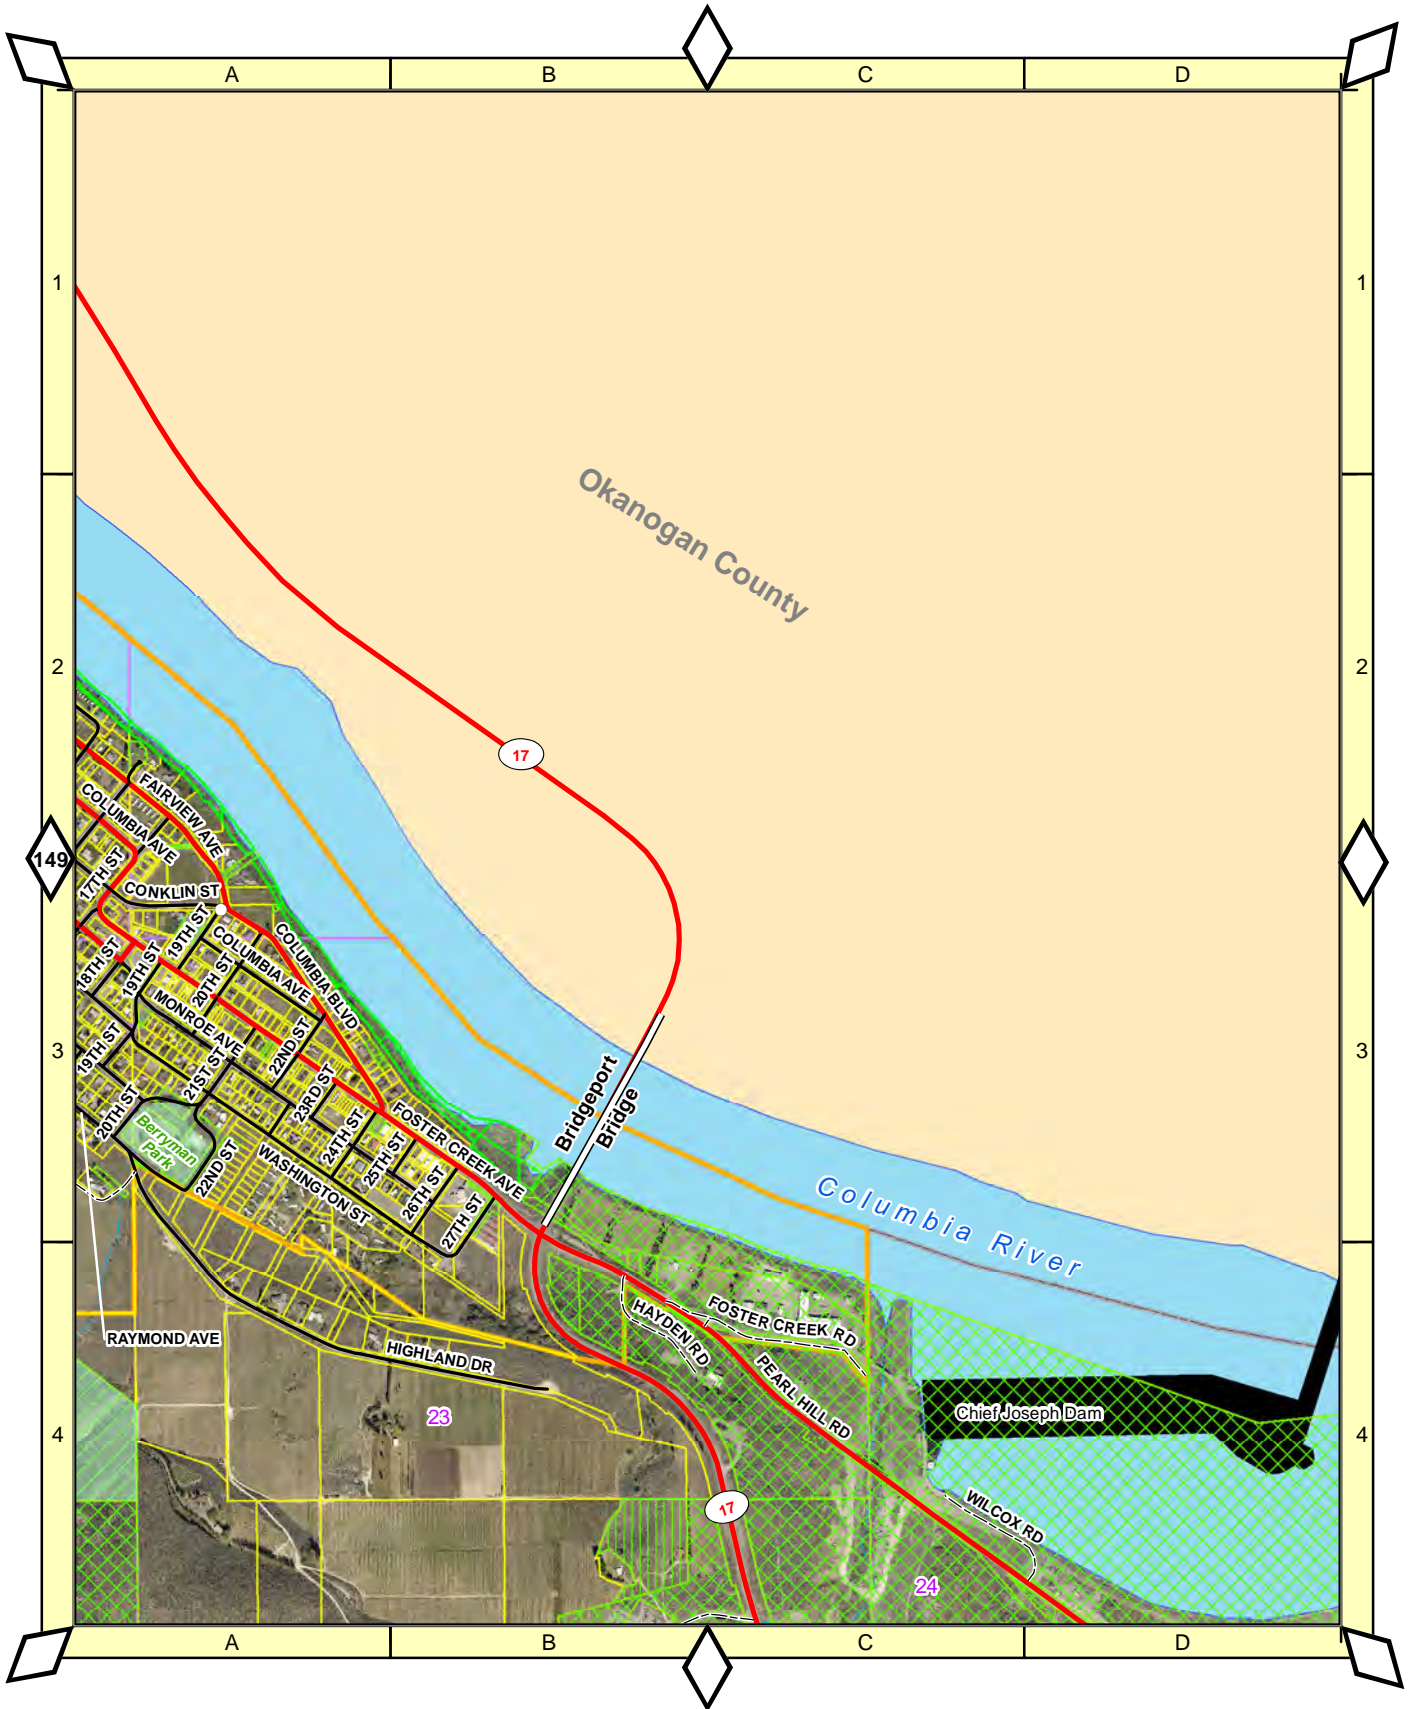 A
B
C
D
1
1
Okanogan County
2
2
17
FAIRVIEW AVE
COLUMBIA AVE
149
17TH ST
CONKLIN ST
19TH ST
COLUMBIA AVE
COLUMBIA BLVD
18TH ST
19TH ST
20TH ST
MONROE AVE
22ND ST
19TH ST
21ST ST
3
3
23RD ST
20TH ST
Berryman
Park
24TH ST
25TH ST
FOSTER CREEK AVE
Bridgeport
Bridge
22ND ST
WASHINGTON ST
26TH ST
27TH ST
Columbia River
RAYMOND AVE
HIGHLAND DR
HAYDEN RD
FOSTER CREEK RD
PEARL HILL RD
23
Chief Joseph Dam
4
4
17
WILCOX RD
24
A
B
C
D